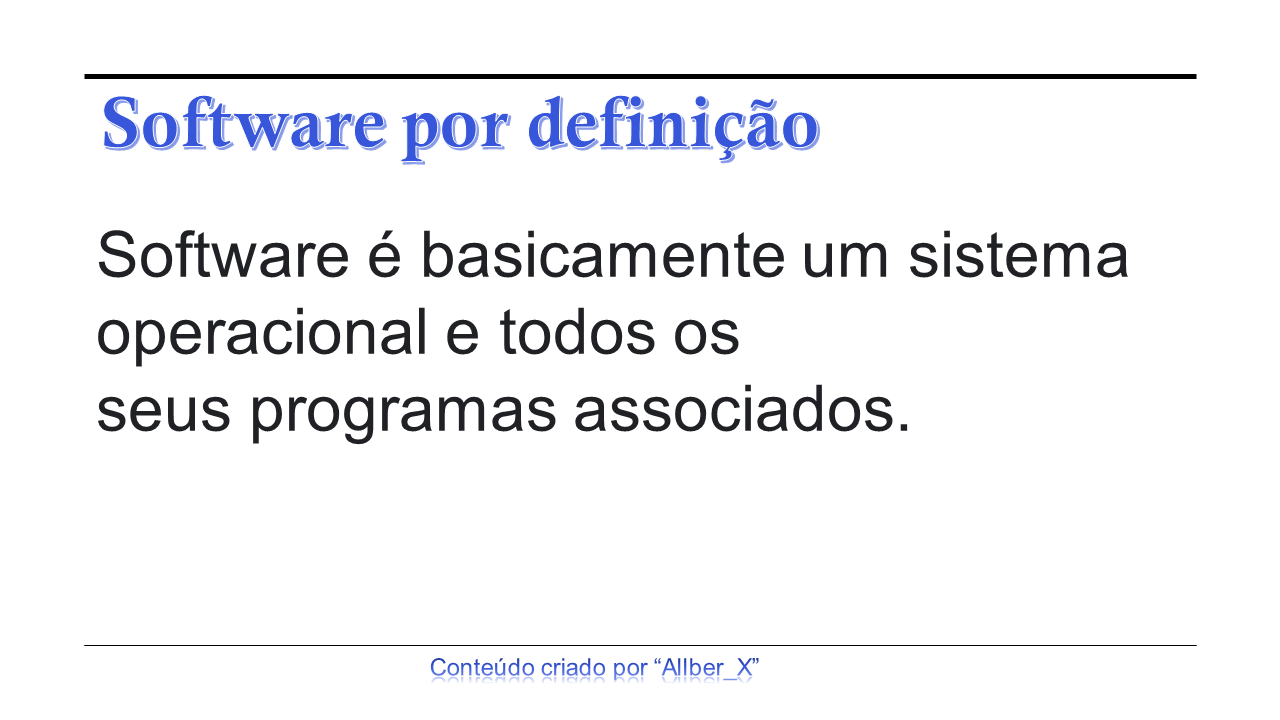 Software por definição
Software é basicamente um sistema
operacional e todos os
seus programas associados.
Conteúdo criado por “Allber_X”